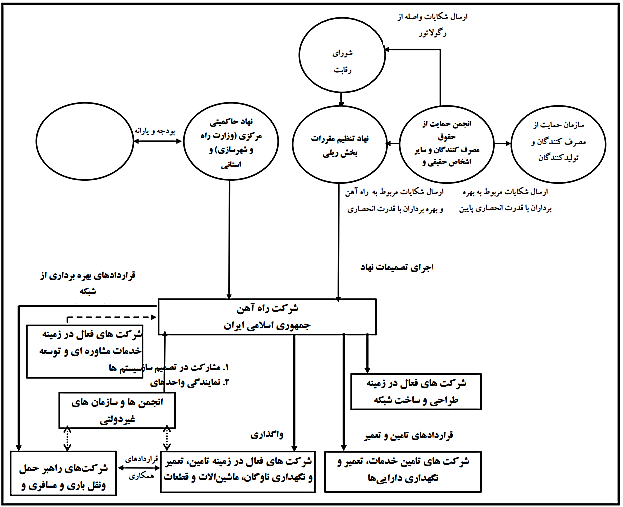 ارسال شکایات واصله از
رگولاتور
شورای
رقابت
بودجه و یارانه
نهاد حاکمیتی
مرکزی (وزارت راه
و شهرسازی) و
استانی
نهاد تنظیم مقررات
بخش ریلی
انجمن حمایت از
حقوق
مصرف کنندگان و سایر
اشخاص حقیقی و
سازمان حمایت از
مصرف کنندگان و
تولیدکنندگان
ارسال شکایات مربوط به راه آهن
و بهره برداران با قدرت انحصاری
ارسال شکایات مربوط به بهره
برداران با قدرت انحصاری پایین
اجرای تصمیمات نهاد
قراردادهای بهره برداری از
شبکه
شرکت راه آهن
جمهوری اسلامی ایران
شرکت های فعال در زمینه
خدمات مشاوره ای و توسعه
سیستم ها
۱. مشارکت در تصمیم ساز
۲. نمایندگی واحدهای
شرکت های فعال در زمینه
طراحی و ساخت شبکه
انجمن ها و سازمان های
غیردولتی
واگذاری
قراردادهای تامین و تعمیر
شرکت‌های راهبر حمل
ونقل باری و مسافری و
قراردادهای
همکاری
شرکت های فعال در زمینه تامین، تعمیر
و نگهداری ناوگان، ماشین‌آلات و قطعات
شرکت های تامین خدمات، تعمیر و
نگهداری دارایی‌ها